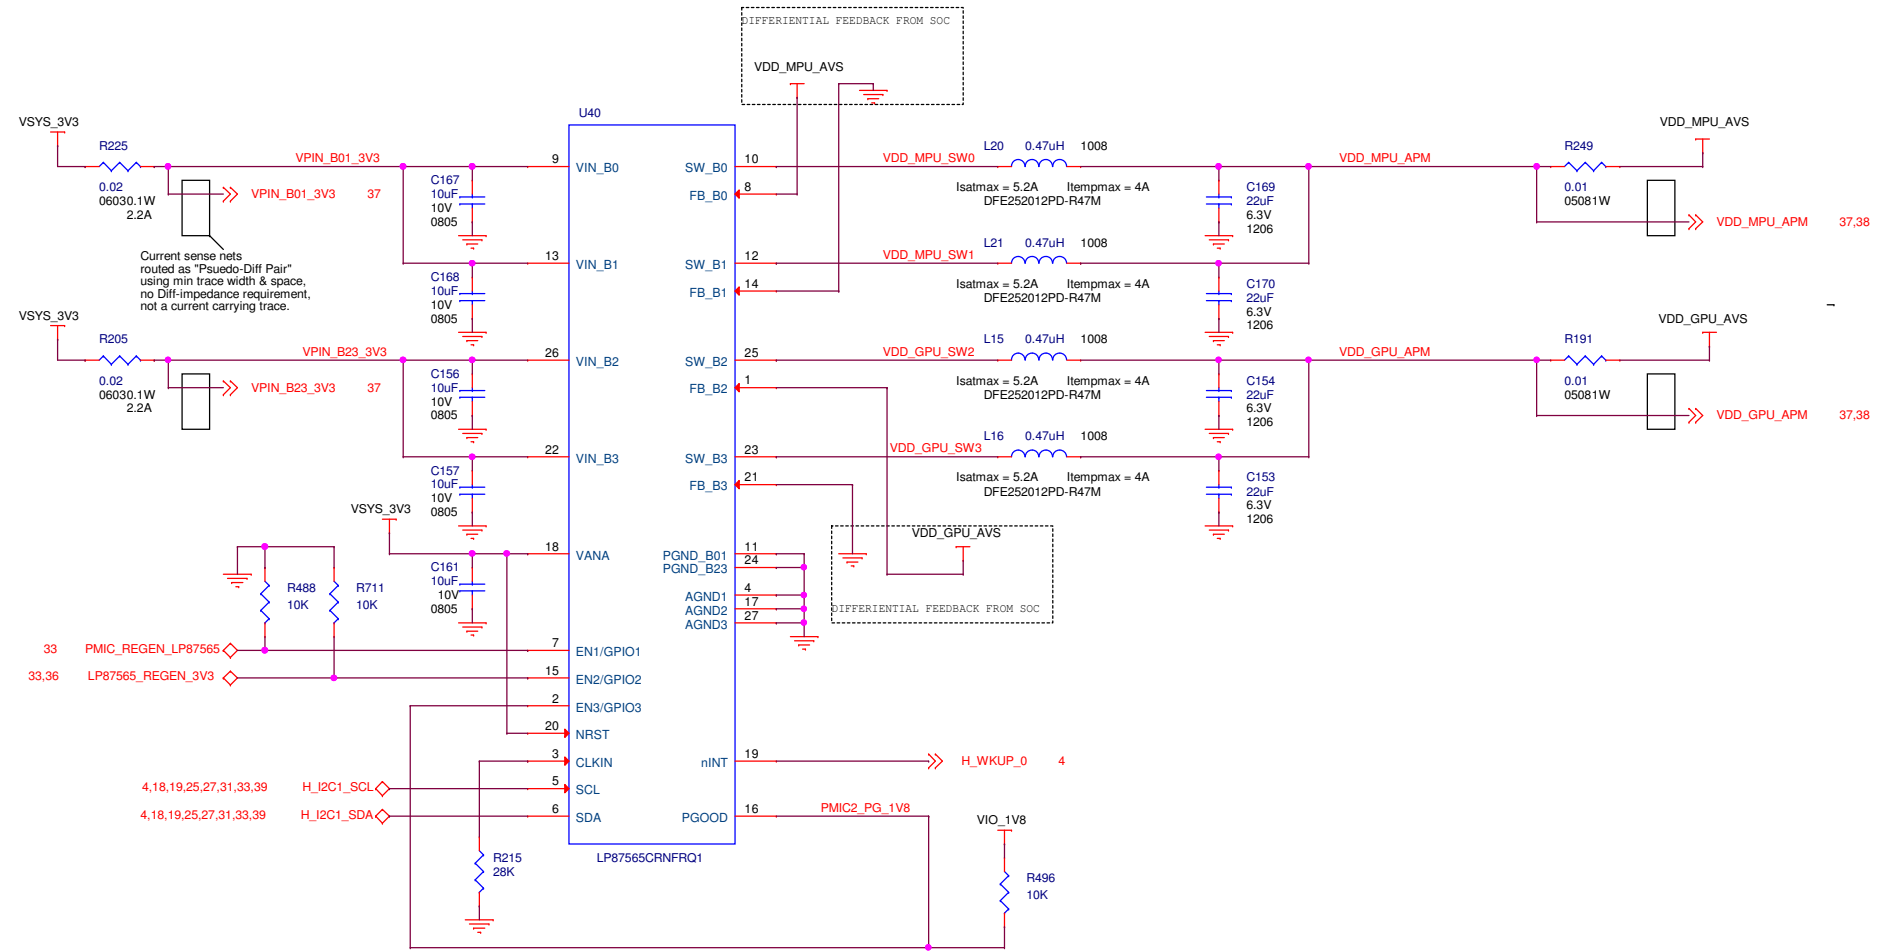 DIFFERIENTIAL FEEDBACK FROM SOC
VDD_MPU_AVS
U40
VSYS_3V3
R225
0.02
06030.1W
2.2A
VPIN_B01_3V3
VPIN_B01_3V3 37
Current sense nets
routed as "Psuedo-Diff Pair"
using min trace width & space,
no Diff-impedance requirement,
not a current carrying trace.
C167
10uF
10V
0805
C168
10uF
10V
0805
VSYS_3V3
R205
0.02
06030.1W
2.2A
VPIN_B23_3V3
VPIN_B23_3V3 37
C156
10uF
10V
0805
C157
10uF
10V
0805
VSYS_3V3
C161
10uF
10V
0805
R488
10K
R711
10K
33 PMIC_REGEN_LP87565
33,36 LP87565_REGEN_3V3
4,18,19,25,27,31,33,39 H_I2C1_SCL
4,18,19,25,27,31,33,39 H_I2C1_SDA
R215
28K
9 VIN_B0
13 VIN_B1
26 VIN_B2
22 VIN_B3
18 VANA
7 EN1/GPIO1
15 EN2/GPIO2
2 EN3/GPIO3
20 NRST
3 CLKIN
5 SCL
6 SDA
SW_B0 10
FB_B0 8
SW_B1 12
FB_B1 14
SW_B2 25
FB_B2 1
SW_B3 23
FB_B3 21
PGND_B01 11
PGND_B23 24
AGND1 4
AGND2 17
AGND3 27
nINT 19
PGOOD 16
LP87565CRNFRQ1
VDD_MPU_SW0
L20 0.47uH 1008
Isatmax = 5.2A Itempmax = 4A
DFE252012PD-R47M
VDD_MPU_SW1
L21 0.47uH 1008
Isatmax = 5.2A Itempmax = 4A
DFE252012PD-R47M
VDD_GPU_SW2
L15 0.47uH 1008
Isatmax = 5.2A Itempmax = 4A
DFE252012PD-R47M
VDD_GPU_SW3
L16 0.47uH 1008
Isatmax = 5.2A Itempmax = 4A
DFE252012PD-R47M
VDD_GPU_AVS
DIFFERIENTIAL FEEDBACK FROM SOC
H_WKUP_0 4
PMIC2_PG_1V8
VIO_1V8
R496
10K
VDD_MPU_APM
C169
22uF
6.3V
1206
C170
22uF
6.3V
1206
VDD_GPU_APM
C154
22uF
6.3V
1206
C153
22uF
6.3V
1206
VDD_MPU_AVS
R249
0.01
05081W
VDD_MPU_APM 37,38
VDD_GPU_AVS
R191
0.01
05081W
VDD_GPU_APM 37,38